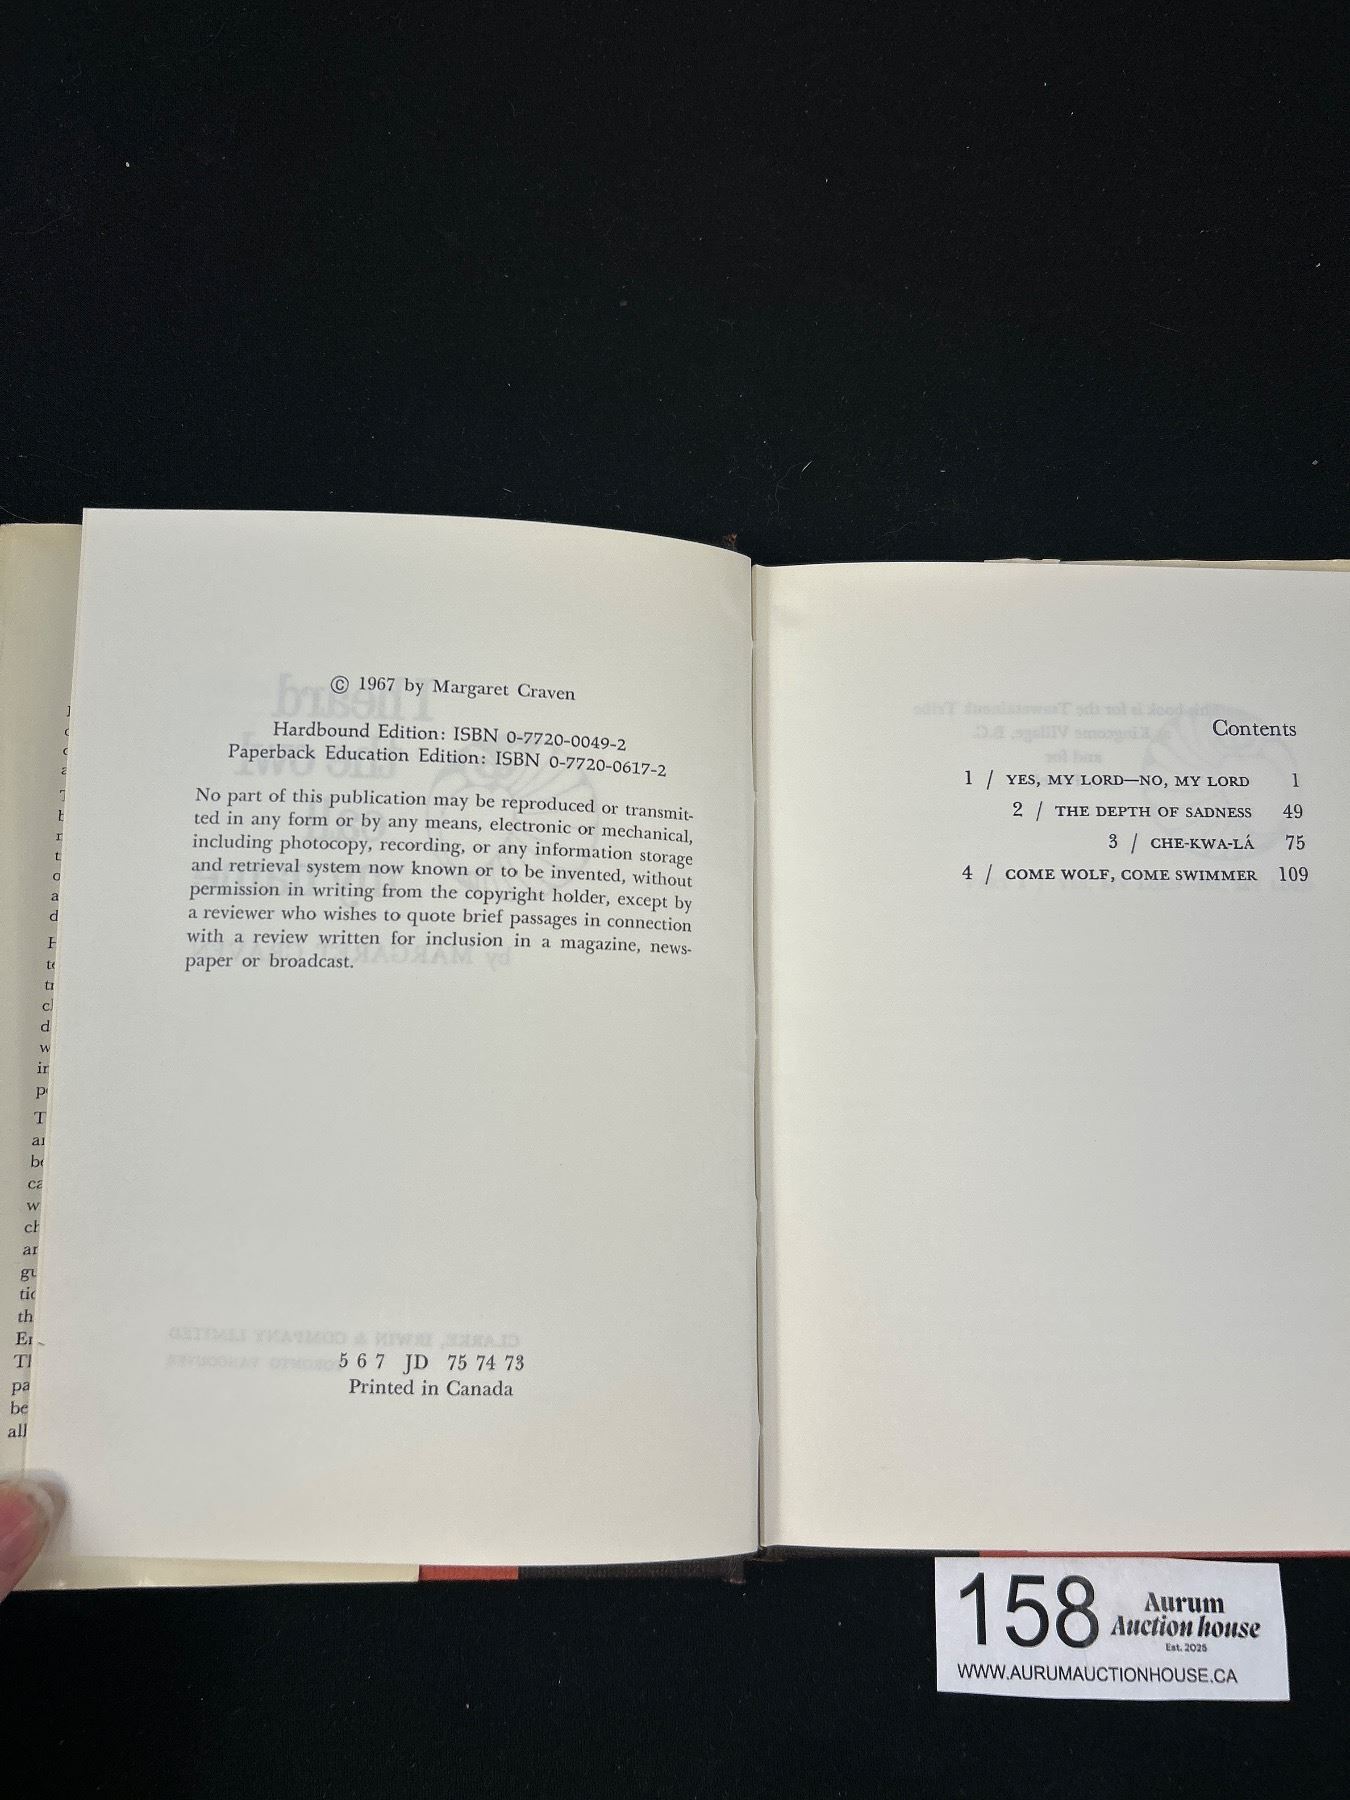 © 1967 by Margaret Craven
Hardbound Edition: ISBN 0-7720-0049-2
Paperback Education Edition: ISBN 0-7720-0617-2
No part of this publication may be reproduced or transmit-
ted in any form or by any means, electronic or mechanical,
including photocopy, recording, or any information storage
and retrieval system now known or to be invented, without
permission in writing from the copyright holder, except by
a reviewer who wishes to quote brief passages in connection
with a review written for inclusion in a magazine, news-
paper or broadcast.
5 6 7 JD 75 74 73
Printed in Canada
Contents
1 / YES, MY LORD—NO, MY LORD 1
2 / THE DEPTH OF SADNESS 49
3 / CHE-KWA-LÁ 75
4 / COME WOLF, COME SWIMMER 109
158
Aurum
Auction house
Est. 2025
WWW.AURUMAUCTIONHOUSE.CA